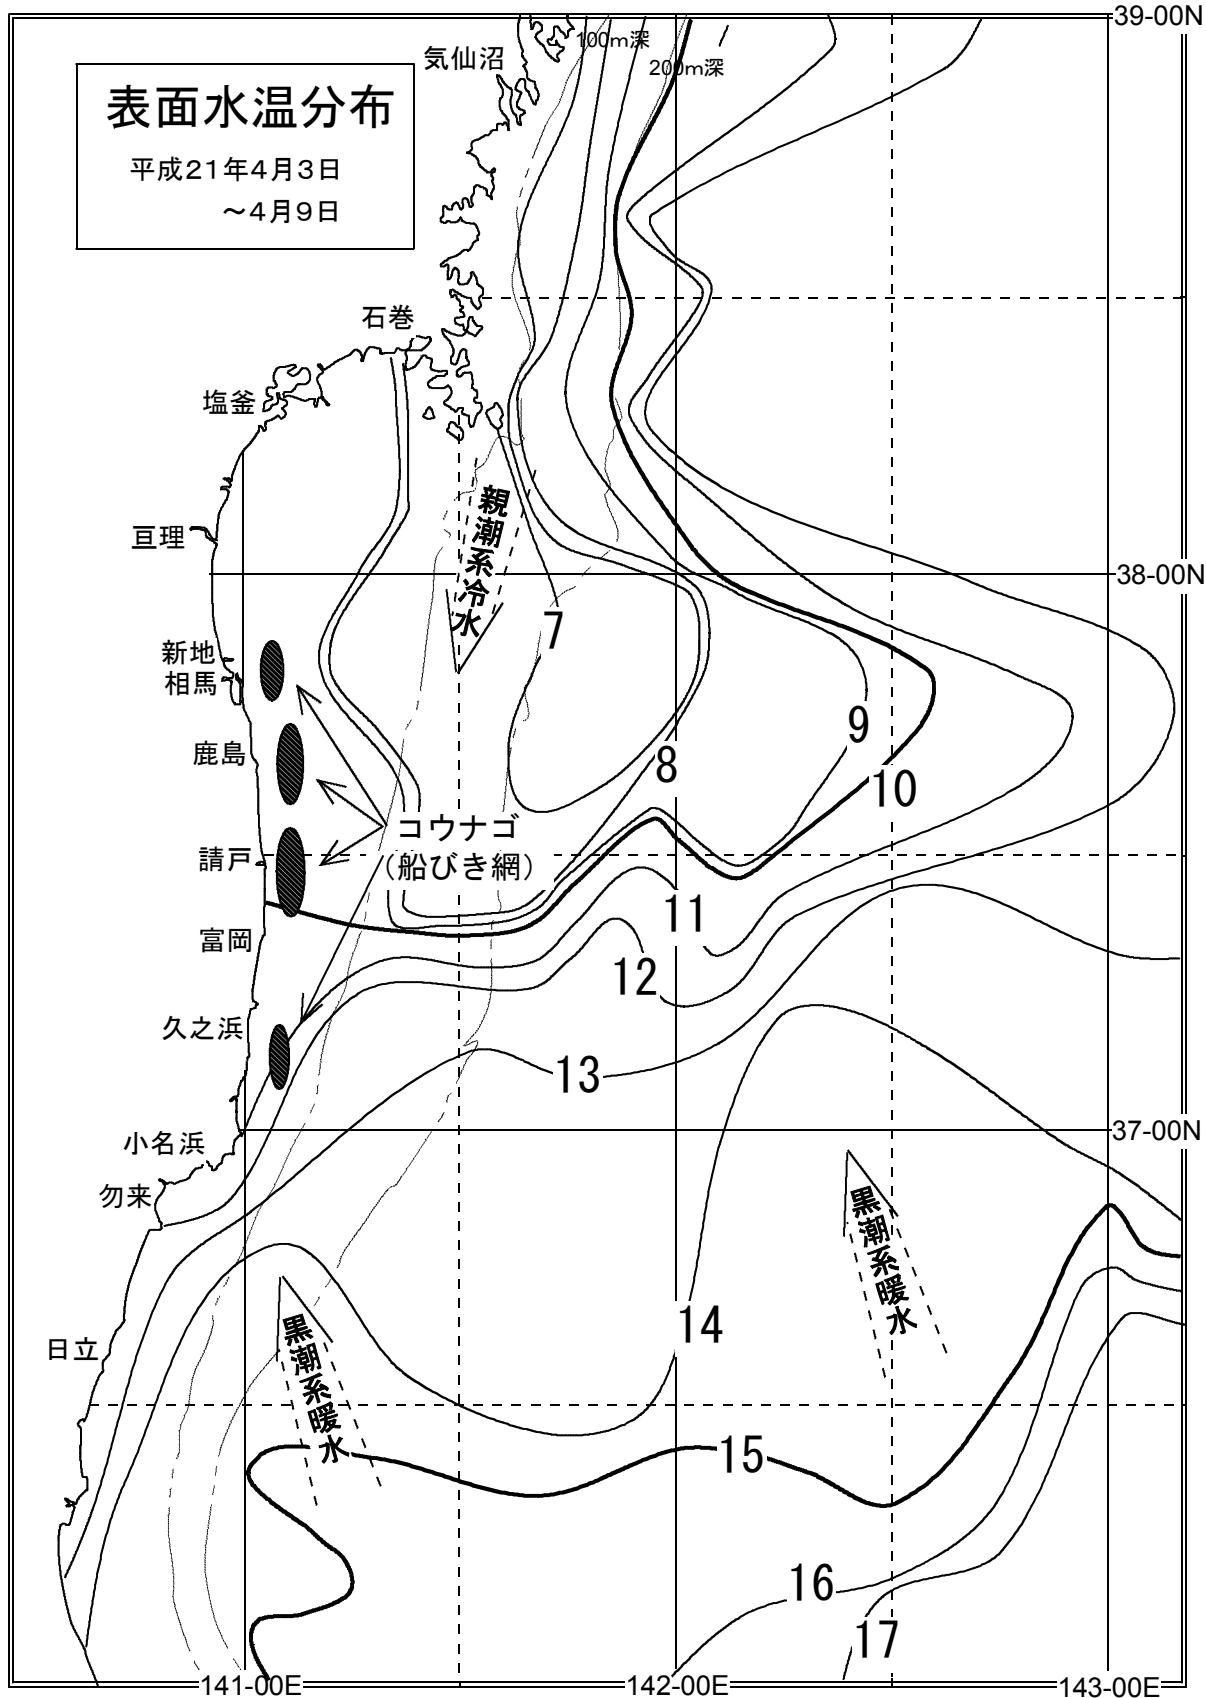 39-00N
100m深
気仙沼
200m深
表面水温分布
平成21年4月3日
～4月9日
石巻
塩釜
親潮系冷水
亘理
38-00N
7
新地
相馬
9
鹿島
8
10
コウナゴ
(船びき網)
請戸
11
富岡
12
久之浜
13
37-00N
小名浜
勿来
黒潮系暖水
14
黒潮系暖水
日立
15
16
17
141-00E
142-00E
143-00E